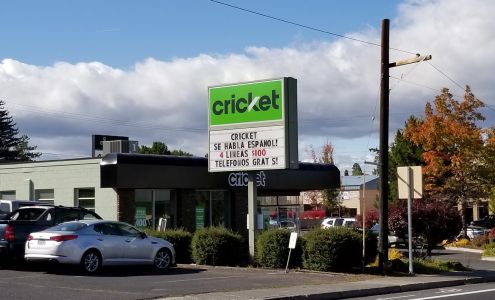 cricket
CRICKET
SE HABLA ESPANOL!
4 LINEAS $100
TELEFONOS GRAT S!
cricket